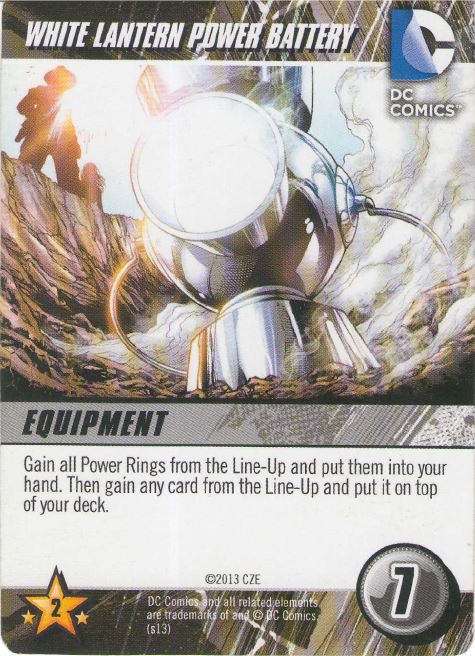 WHITE LANTERN POWER BATTERY
DC
DC
COMICS™
EQUIPMENT
Gain all Power Rings from the Line-Up and put them into your
hand. Then gain any card from the Line-Up and put it on top
of your deck.
©2013 CZE
2
DC Comics and all related elements
are trademarks of and © DC Comics.
(s13)
7